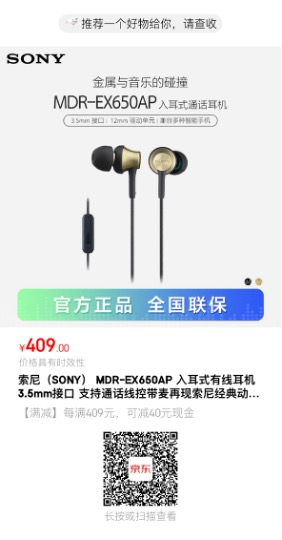 推荐一个好物给你，请查收
SONY
金属与音乐的碰撞
MDR-EX650AP 入耳式通话耳机
3.5mm 接口 | 12mm 驱动单元 | 兼容多种智能手机
官方正品 全国联保
¥409.00
价格具有时效性
索尼（SONY） MDR-EX650AP 入耳式有线耳机
3.5mm接口 支持通话线控带麦再现索尼经典动...
【满减】每满409元，可减40元现金
京东
长按或扫描查看